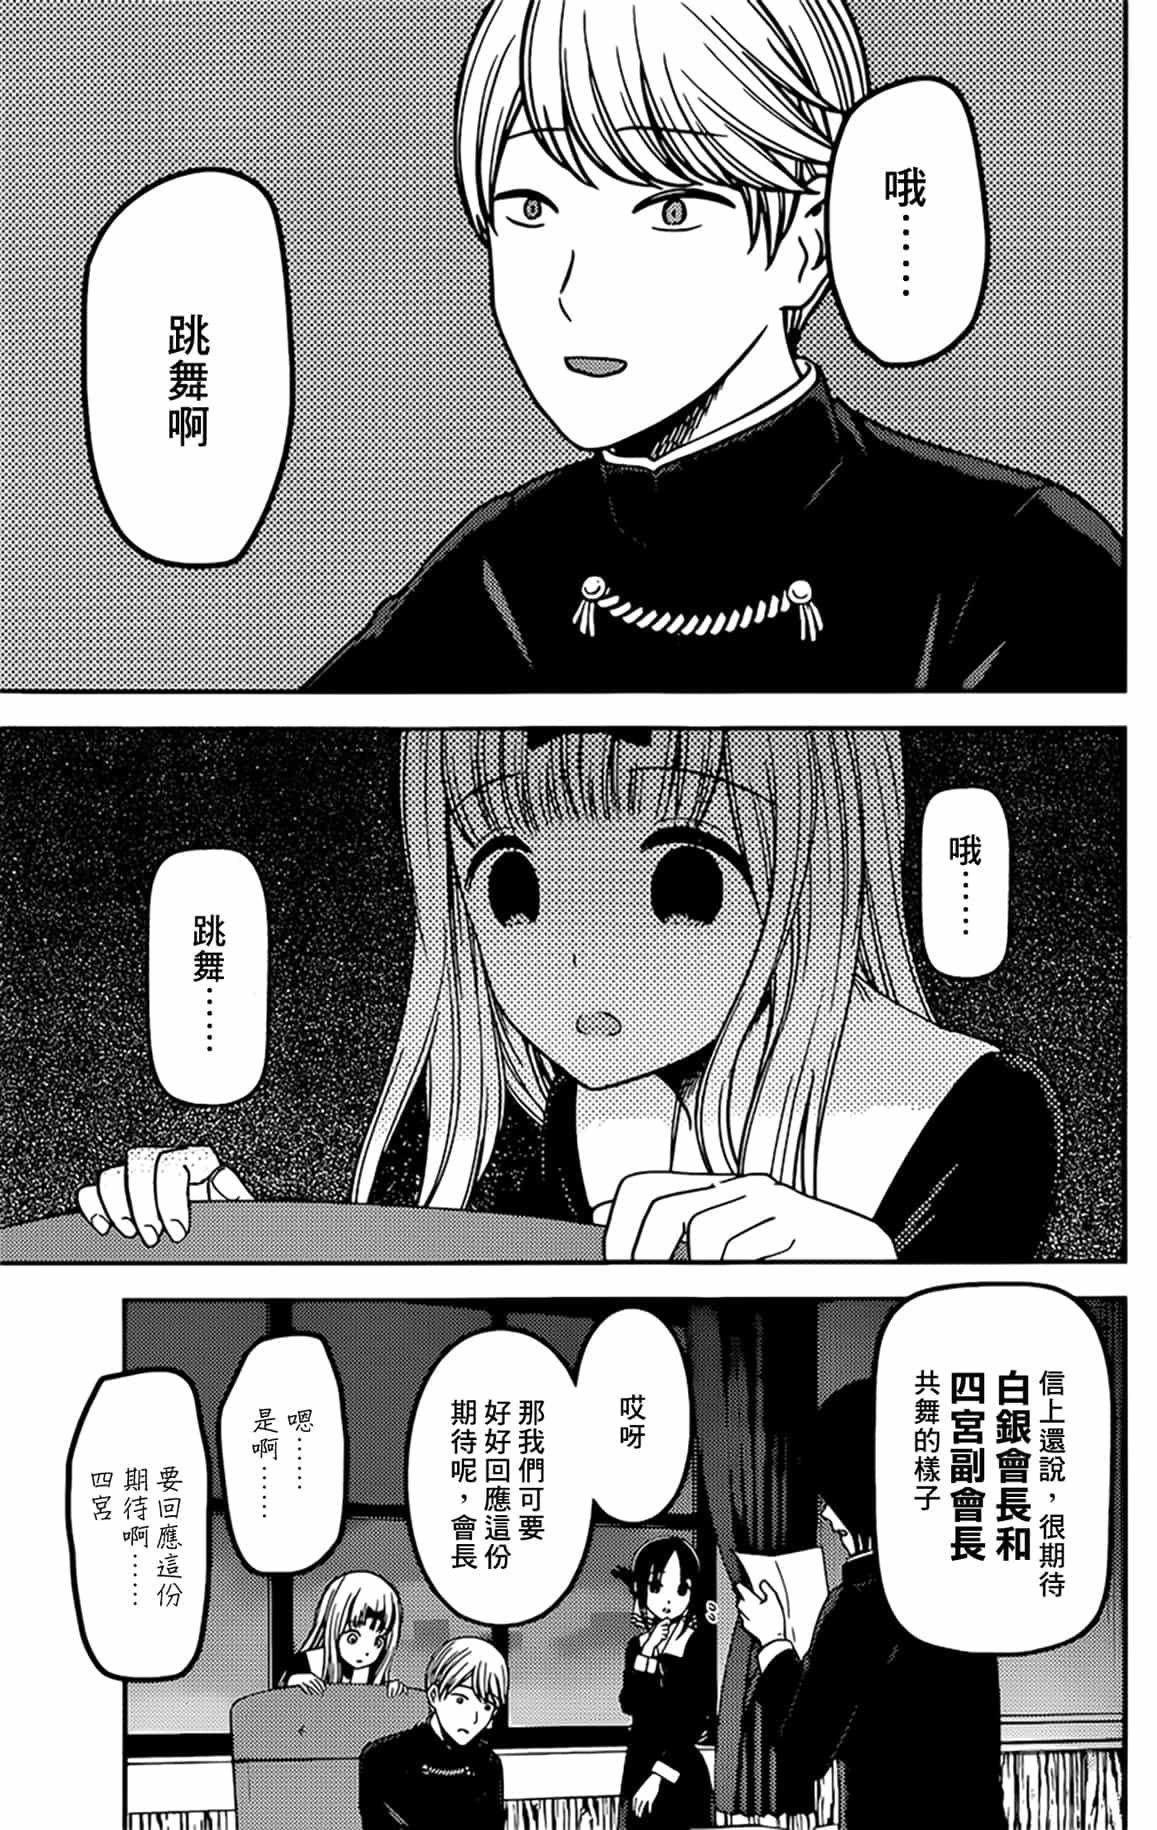 哦……
跳舞啊
哦……
跳舞……
信上還說，很期待
白銀會長和
四宮副會長
共舞的樣子
哎呀
那我們可要
好好回應這份
期待呢，會長
嗯……
是啊……
要回應這份
期待啊……
四宮